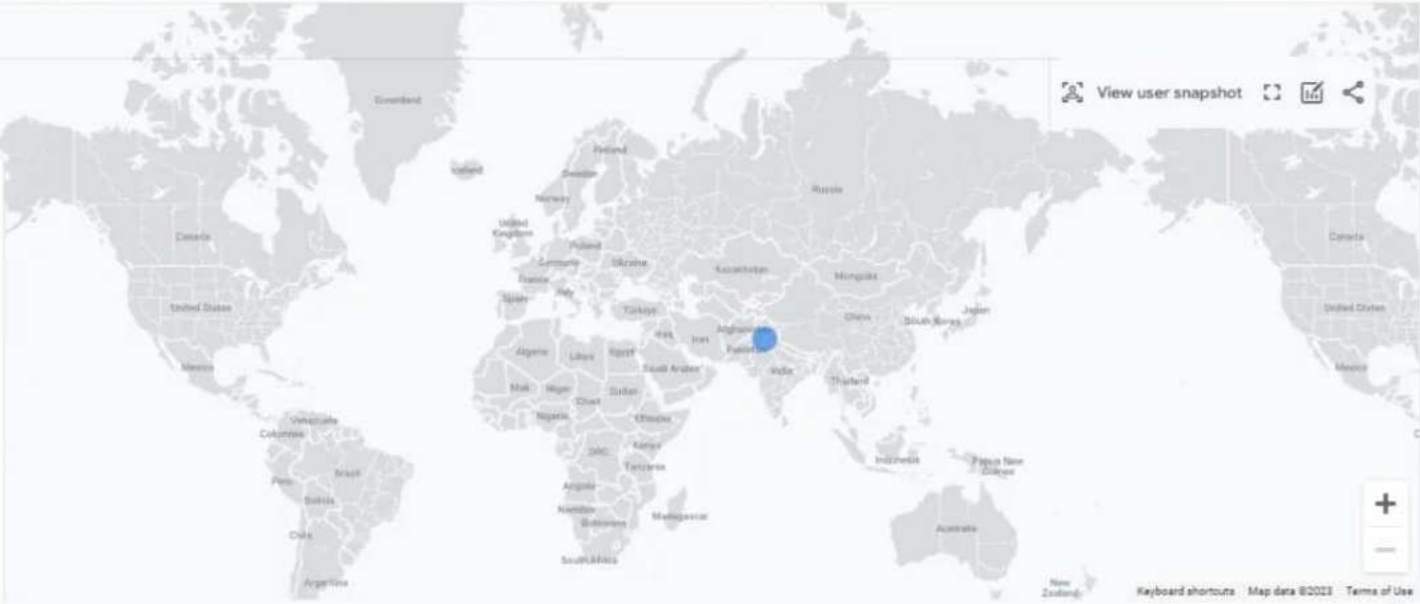 Greenland
View user snapshot
Iceland
Finland
Sweden
Norway
Russia
United
Kingdom
Canada
Canada
Poland
Germany
Ukraine
Kazakhstan
Mongolia
France
Italy
Spain
United States
United States
Türkiye
China
Japan
South Korea
Iraq
Iran
Afghanis
Pakistan
Algeria
Libya
Egypt
Saudi Arabia
India
Mexico
Mexico
Thailand
Mali
Niger
Chad
Sudan
Nigeria
Ethiopia
Venezuela
Colombia
DRC
Kenya
Tanzania
Indonesia
Papua New
Guinea
Peru
Brazil
Bolivia
Angola
Namibia
Botswana
Madagascar
Australia
Chile
South Africa
Argentina
New
Zealand
Keyboard shortcuts Map data ©2023 Terms of Use